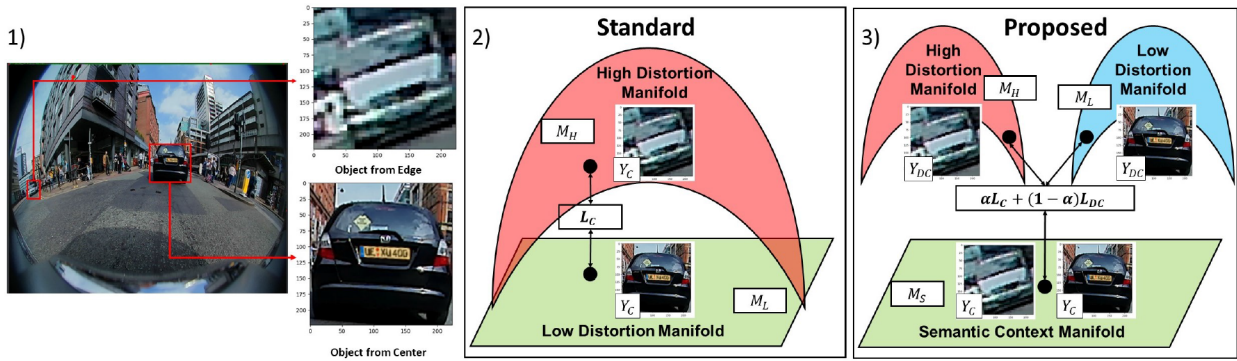 1)
Object from Edge
Object from Center
2)
Standard
High Distortion
Manifold
M_H
Y_C
L_C
Y_C
M_L
Low Distortion Manifold
3)
Proposed
High
Distortion
Manifold
M_H
Low
Distortion
Manifold
M_L
Y_DC
Y_DC
αL_C + (1 − α)L_DC
M_S
Y_C
Y_C
Semantic Context Manifold